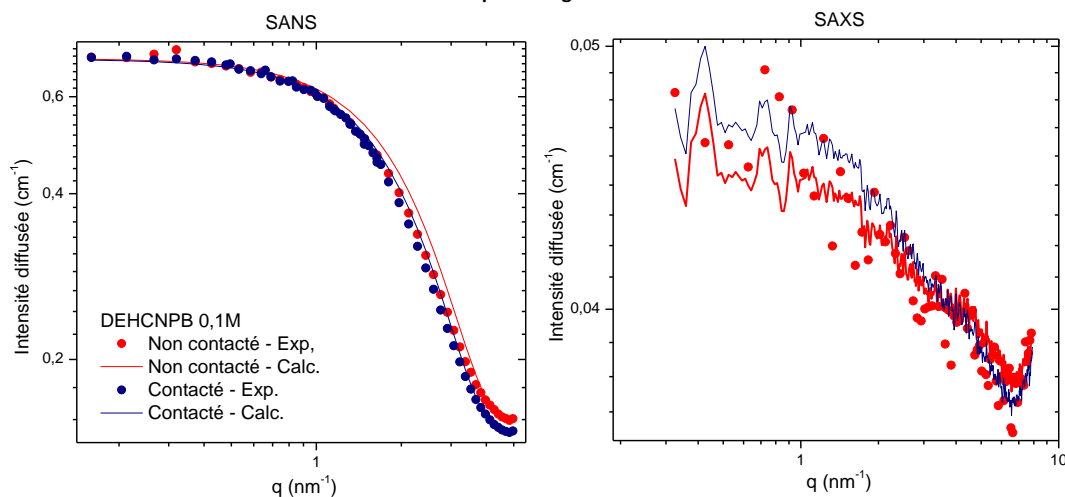 SANS
0,6
0,4
0,2
Intensité diffusée (cm-1)
DEHCNPB 0,1M
Non contacté - Exp,
Non contacté - Calc.
Contacté - Exp.
Contacté - Calc.
1
q (nm-1)
SAXS
0,05
0,04
Intensité diffusée (cm-1)
1
10
q (nm-1)